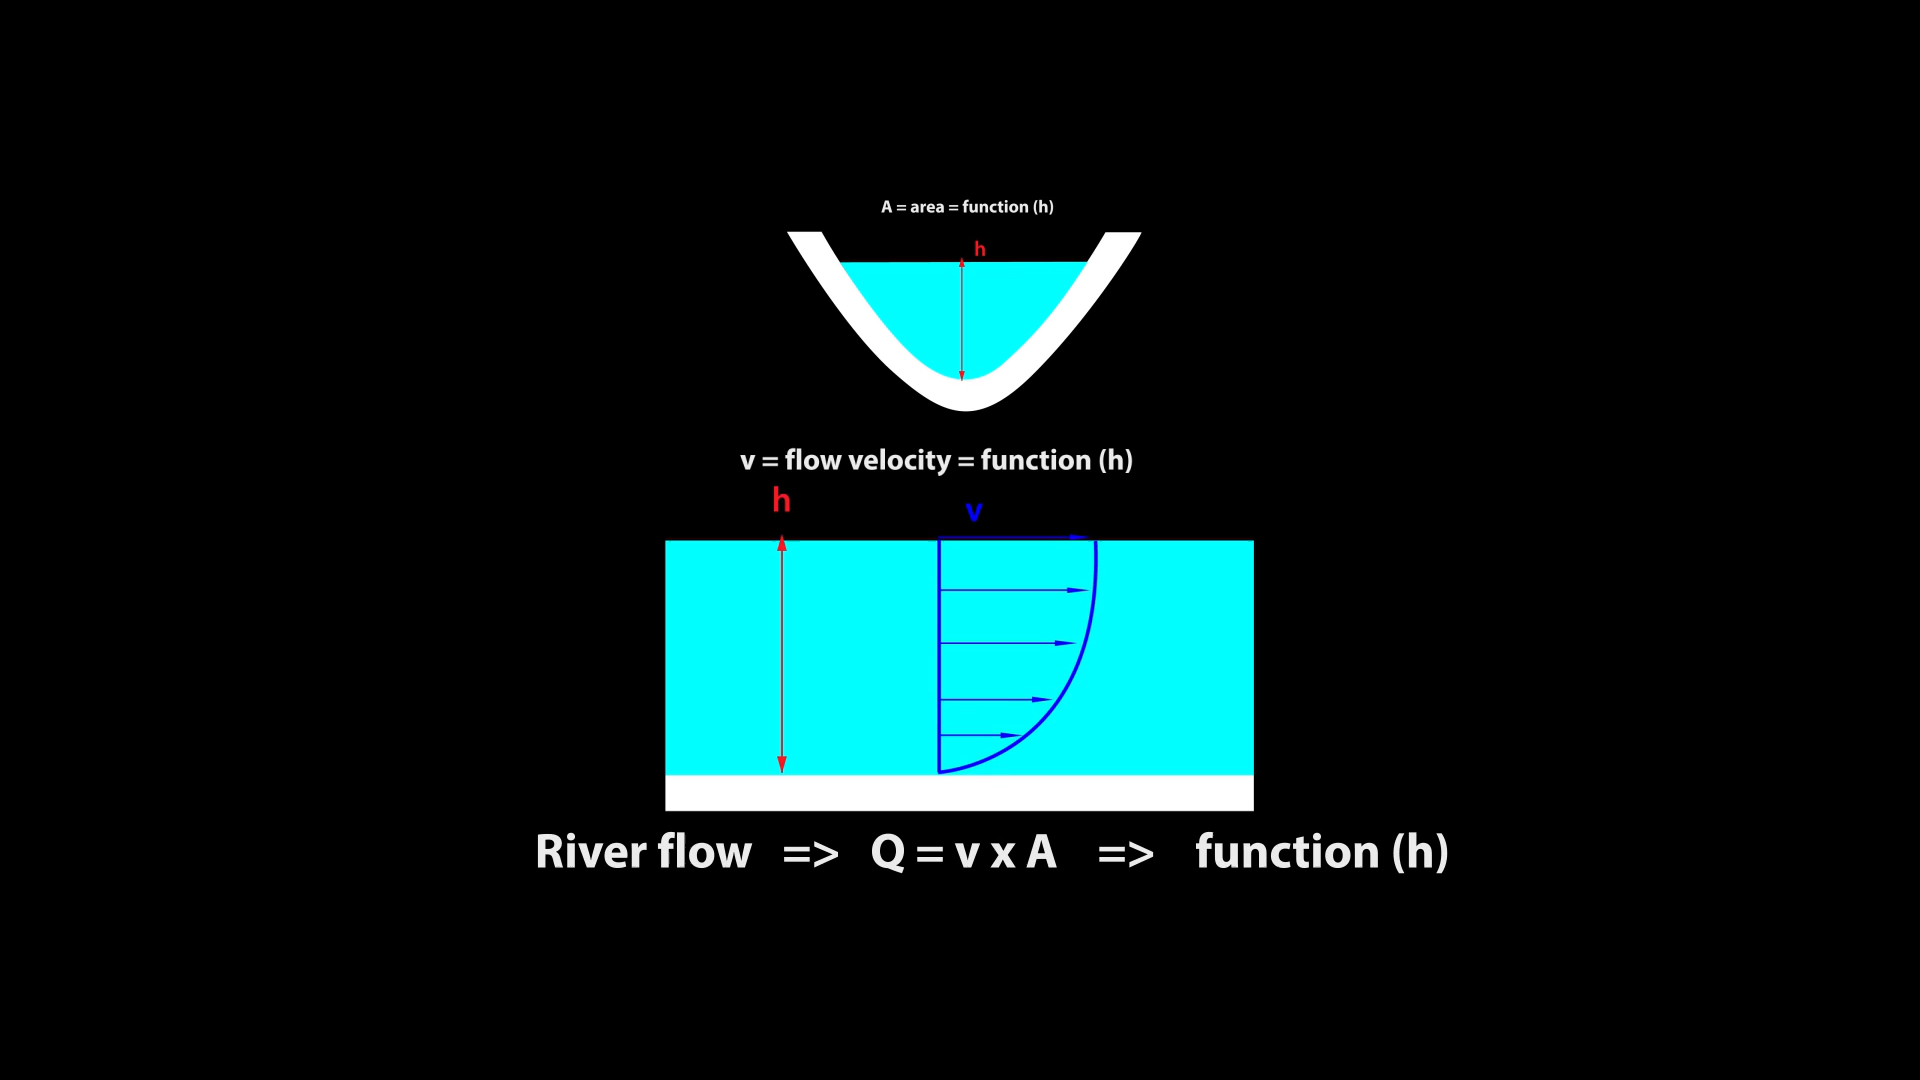 A = area = function (h)
h
v = flow velocity = function (h)
h
v
River flow => Q = v x A => function (h)